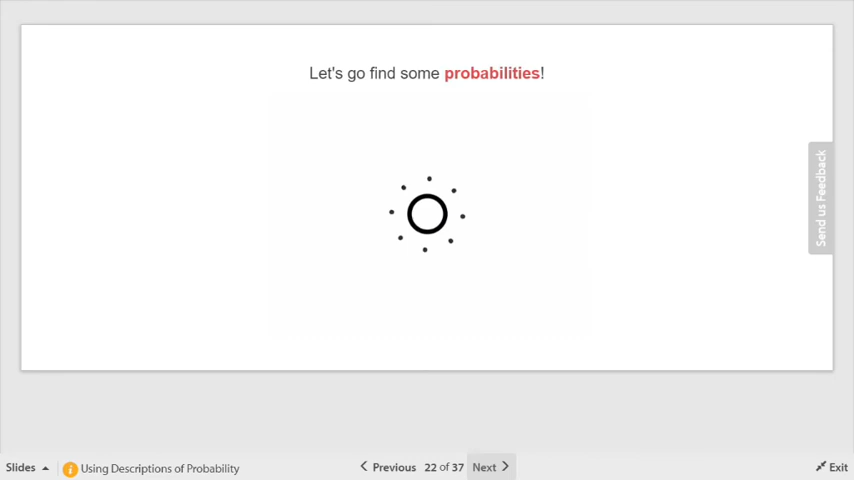 Let's go find some probabilities!
Send us Feedback
Slides
Using Descriptions of Probability
Previous 22 of 37 Next
Exit